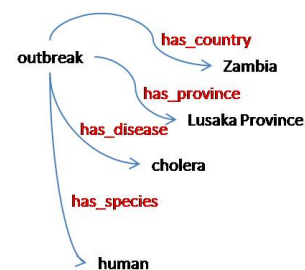 has_country
outbreak
Zambia
has_province
Lusaka Province
has_disease
cholera
has_species
human